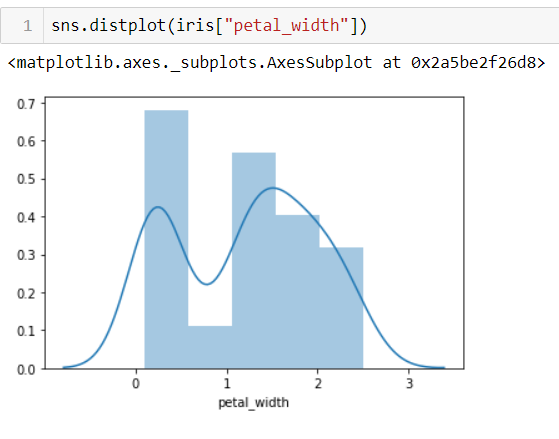 1 sns.distplot(iris["petal_width"])
<matplotlib.axes._subplots.AxesSubplot at 0x2a5be2f26d8>
0.7
0.6
0.5
0.4
0.3
0.2
0.1
0.0
0 1 2 3
petal_width